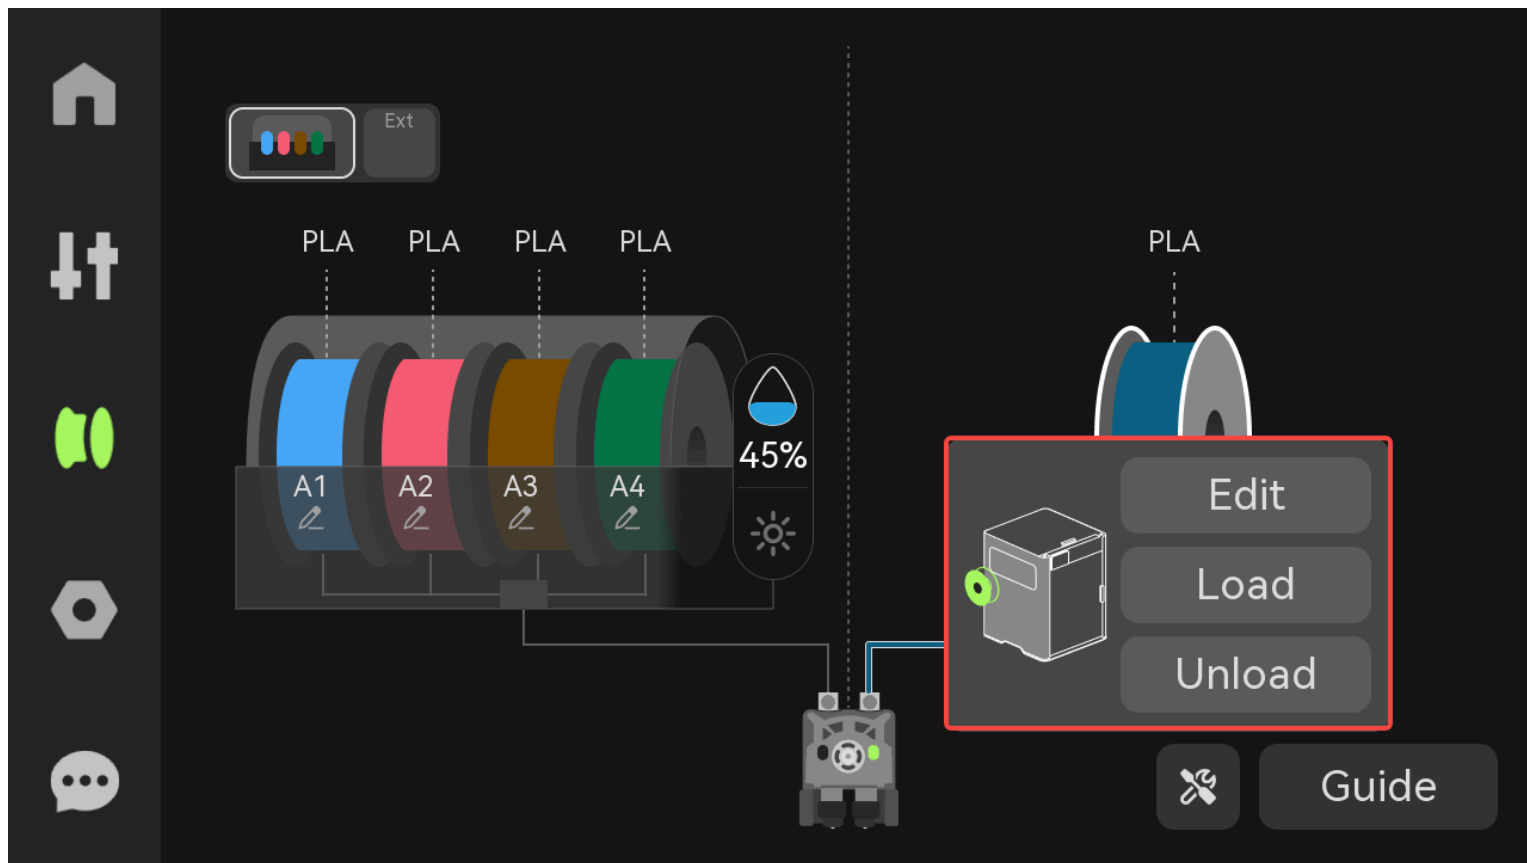 Ext
PLA PLA PLA PLA
PLA
45%
A1 A2 A3 A4
Edit
Load
Unload
Guide